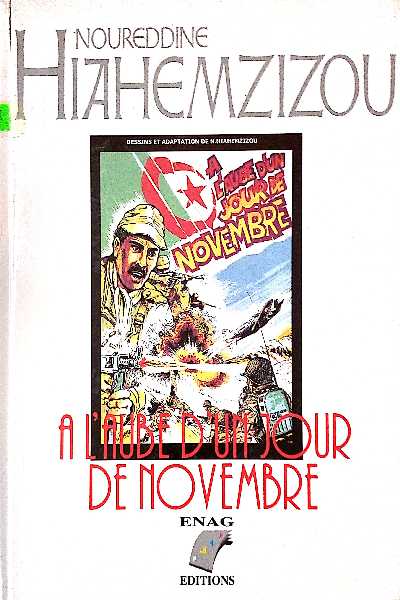 NOUREDDINE
HIAHEMZIZOU
DESSINS ET ADAPTATION DE N.HIAHEMZIZOU
A
L'AUBE D'UN
JOUR DE
NOVEMBRE
A L'AUBE D'UN JOUR
DE NOVEMBRE
ENAG
EDITIONS